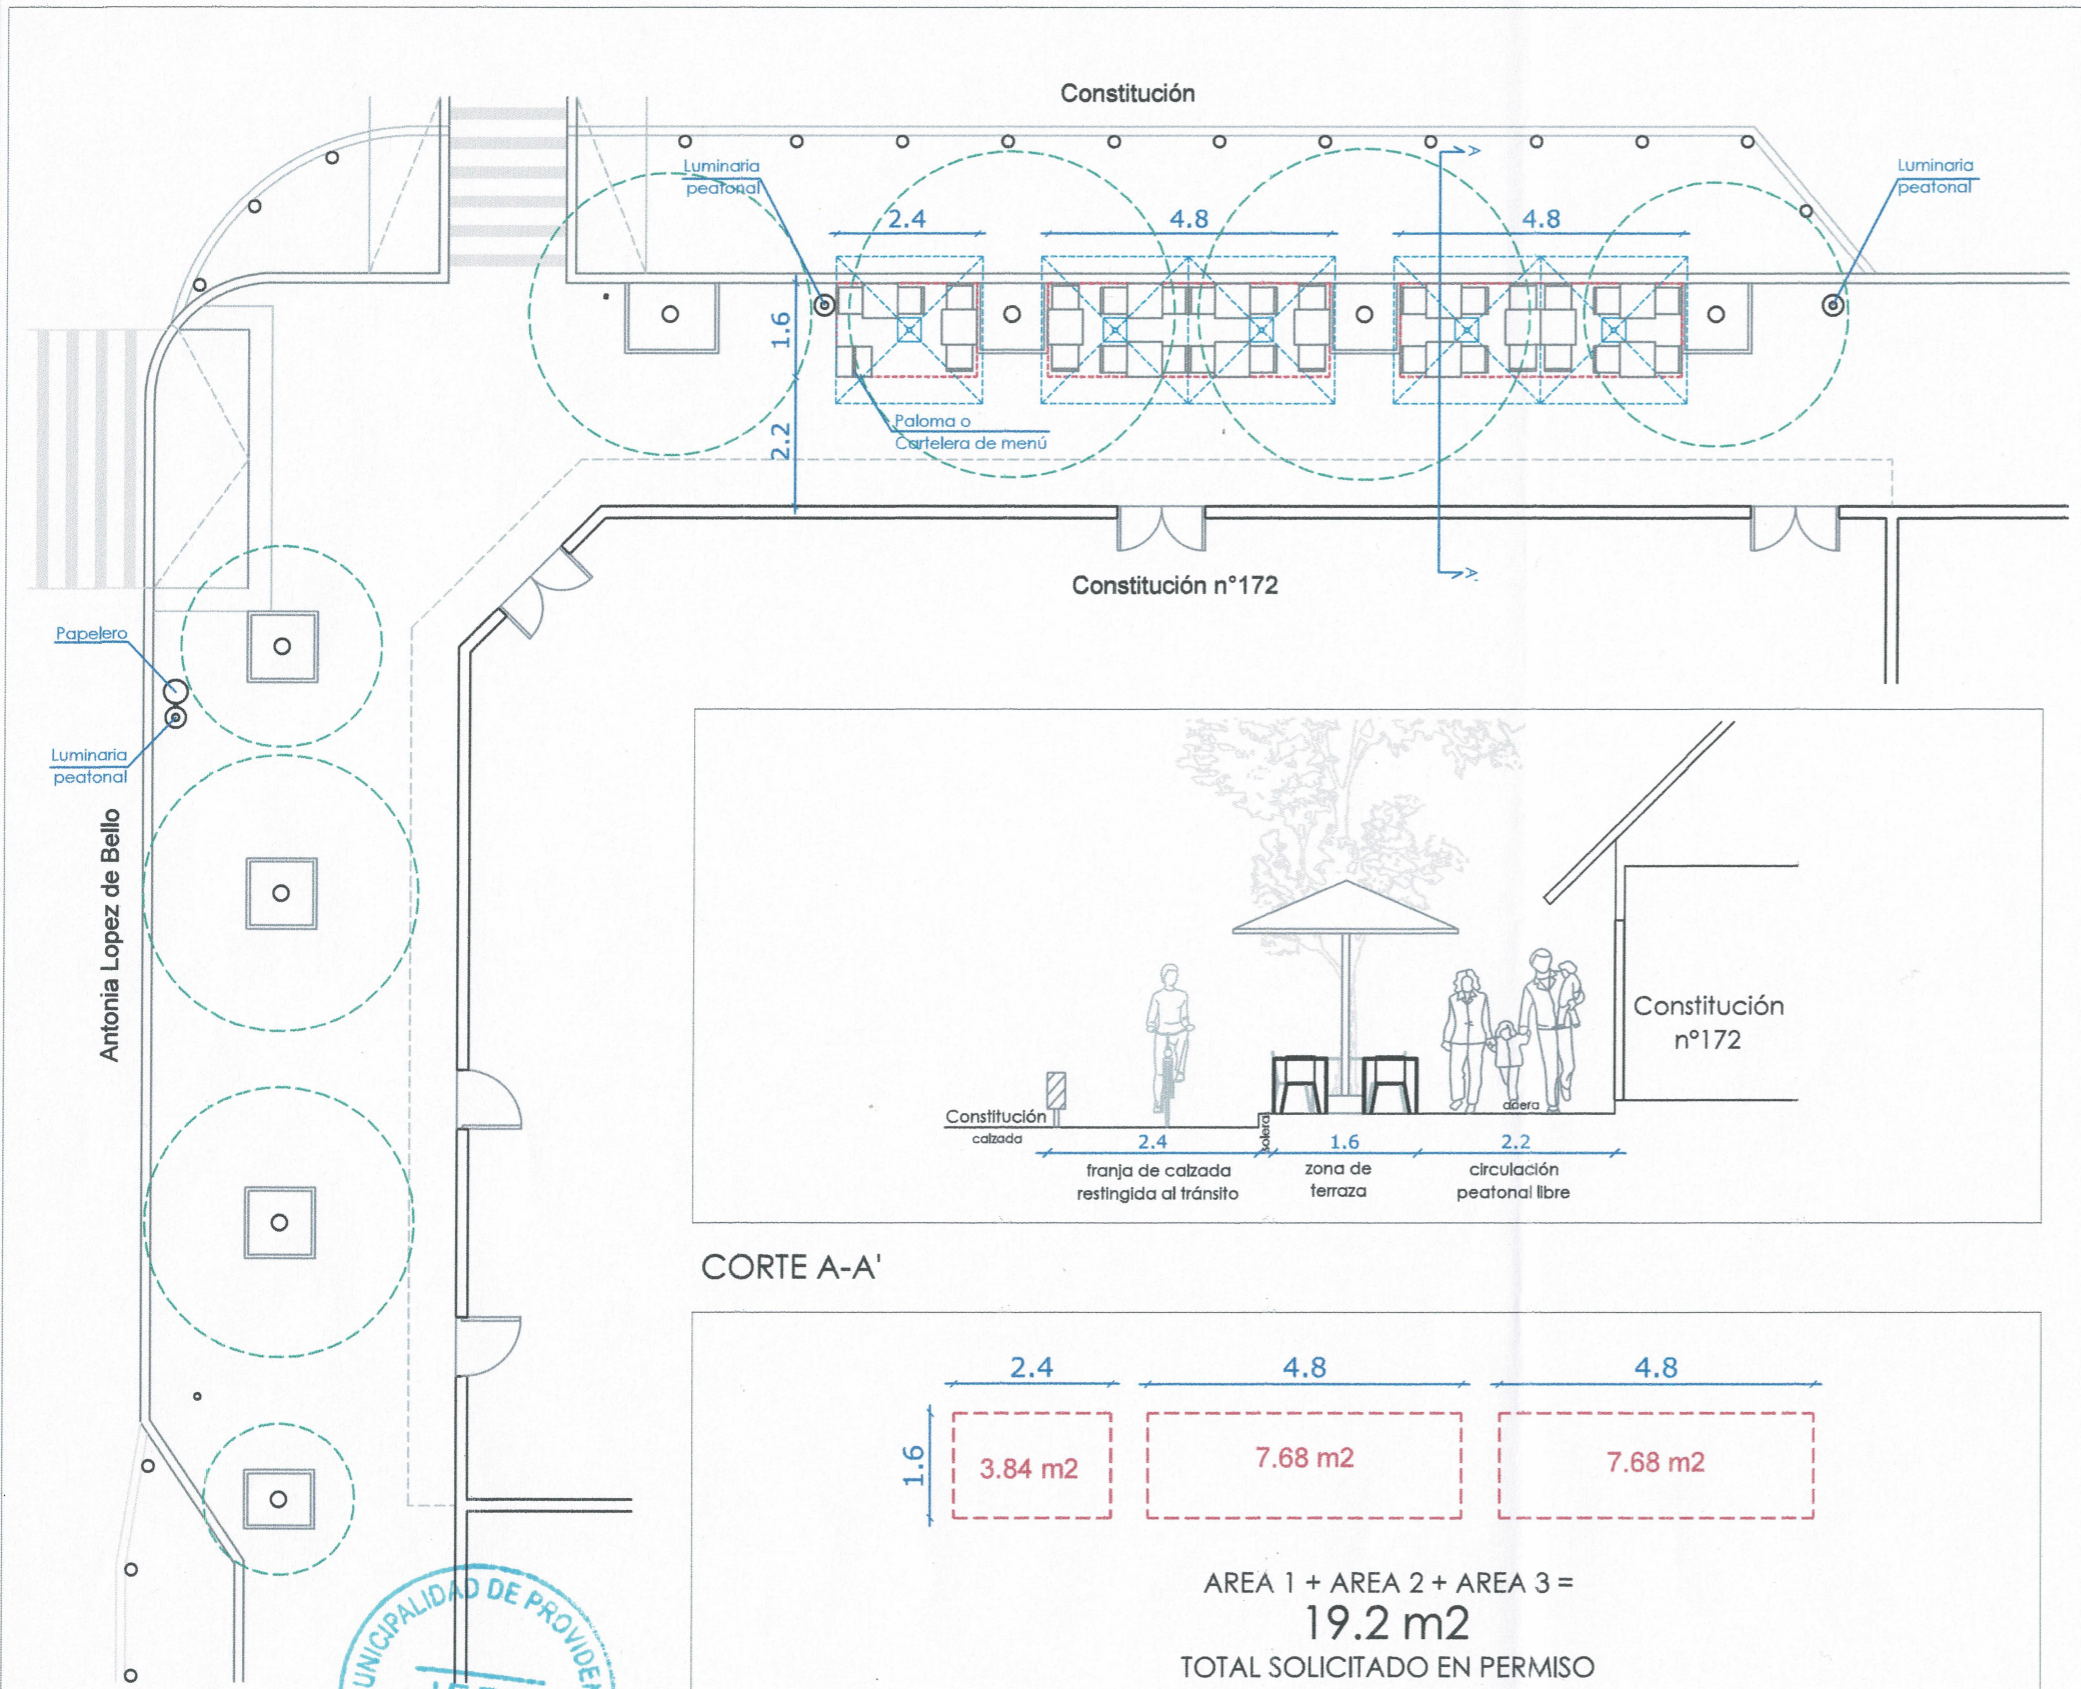 Constitución
Luminaria
peatonal
Luminaria
peatonal
2.4
4.8
4.8
A
1.6
2.2
Paloma o
Cartelera de menú
A'
Constitución n°172
Papelero
Luminaria
peatonal
Antonia Lopez de Bello
Constitución
n°172
Constitución
calzada
solera
acera
2.4
1.6
2.2
franja de calzada
restingida al tránsito
zona de
terraza
circulación
peatonal libre
CORTE A-A'
2.4
4.8
4.8
1.6
3.84 m2
7.68 m2
7.68 m2
AREA 1 + AREA 2 + AREA 3 =
19.2 m2
TOTAL SOLICITADO EN PERMISO
UNICIPALIDAD DE PROVIDEN